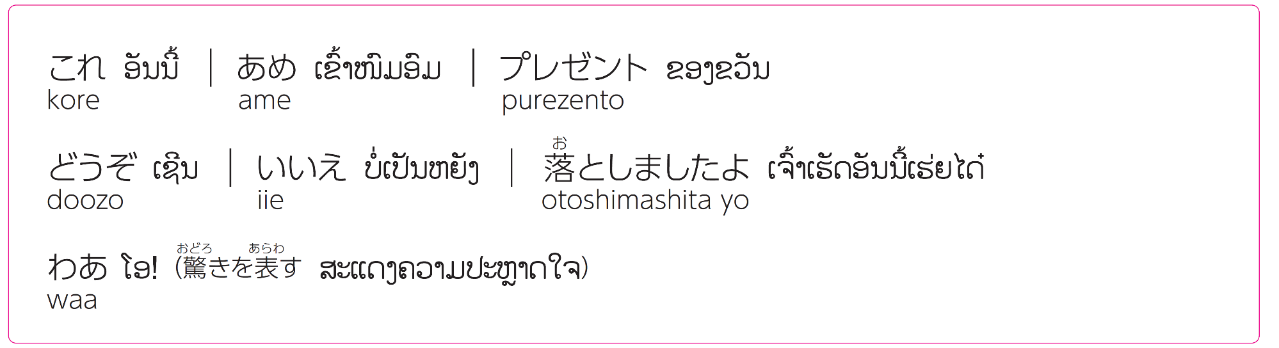 これ ອັນນີ້ | あめ ເຂົ້າໜົມອົມ | プレゼント ຂອງຂວັນ
kore ame purezento
お
どうぞ ເຊີນ | いいえ ບໍ່ເປັນຫຍັງ | 落としましたよ ເຈົ້າເຮັດອັນນີ້ເຮ່ຍໄດ໋
doozo iie otoshimashita yo
おどろ あらわ
わあ ໂອ! (驚きを表す ສະແດງຄວາມປະຫຼາດໃຈ)
waa